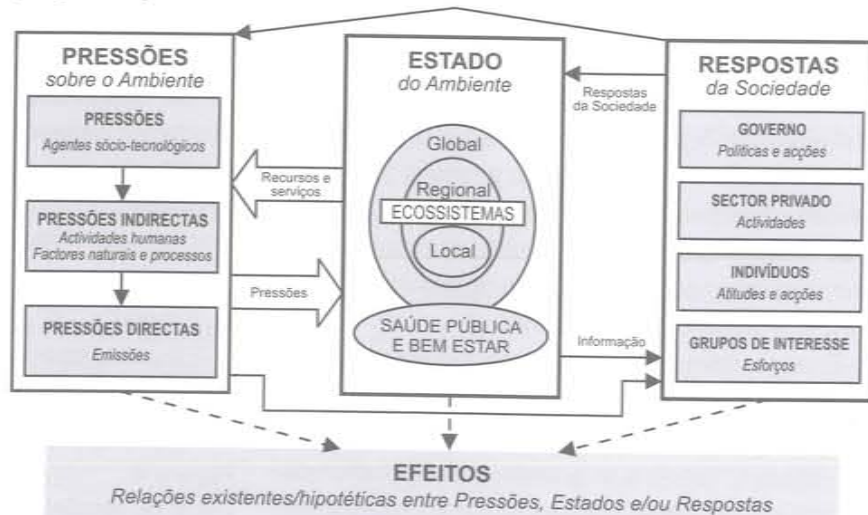 PRESSÕES
sobre o Ambiente
PRESSÕES
Agentes sócio-tecnológicos
PRESSÕES INDIRECTAS
Actividades humanas
Factores naturais e processos
PRESSÕES DIRECTAS
Emissões
Recursos e
serviços
Pressões
ESTADO
do Ambiente
Global
Regional
ECOSSISTEMAS
Local
SAÚDE PÚBLICA
E BEM ESTAR
Respostas
da Sociedade
Informação
RESPOSTAS
da Sociedade
GOVERNO
Políticas e acções
SECTOR PRIVADO
Actividades
INDIVÍDUOS
Atitudes e acções
GRUPOS DE INTERESSE
Esforços
EFEITOS
Relações existentes/hipotéticas entre Pressões, Estados e/ou Respostas